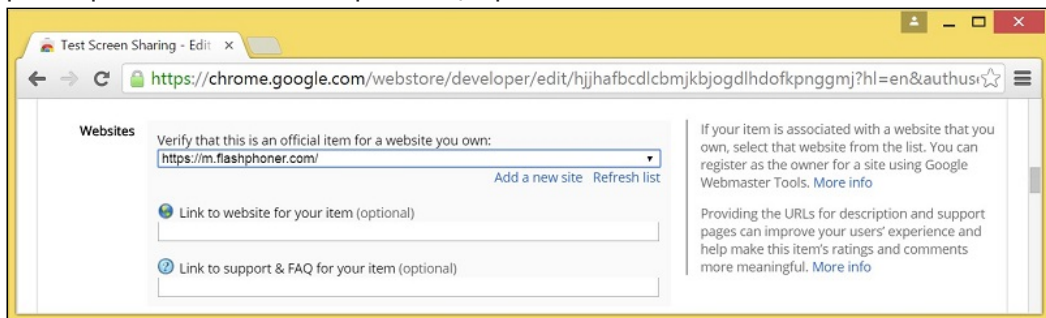 Test Screen Sharing - Edit
https://chrome.google.com/webstore/developer/edit/hjjhafbcdlcbmjkbjogdlhdofkpnggmj?hl=en&authus
Websites
Verify that this is an official item for a website you own:
https://m.flashphoner.com/
Add a new site Refresh list
Link to website for your item (optional)
Link to support & FAQ for your item (optional)
If your item is associated with a website that you
own, select that website from the list. You can
register as the owner for a site using Google
Webmaster Tools. More info
Providing the URLs for description and support
pages can improve your users' experience and
help make this item's ratings and comments
more meaningful. More info